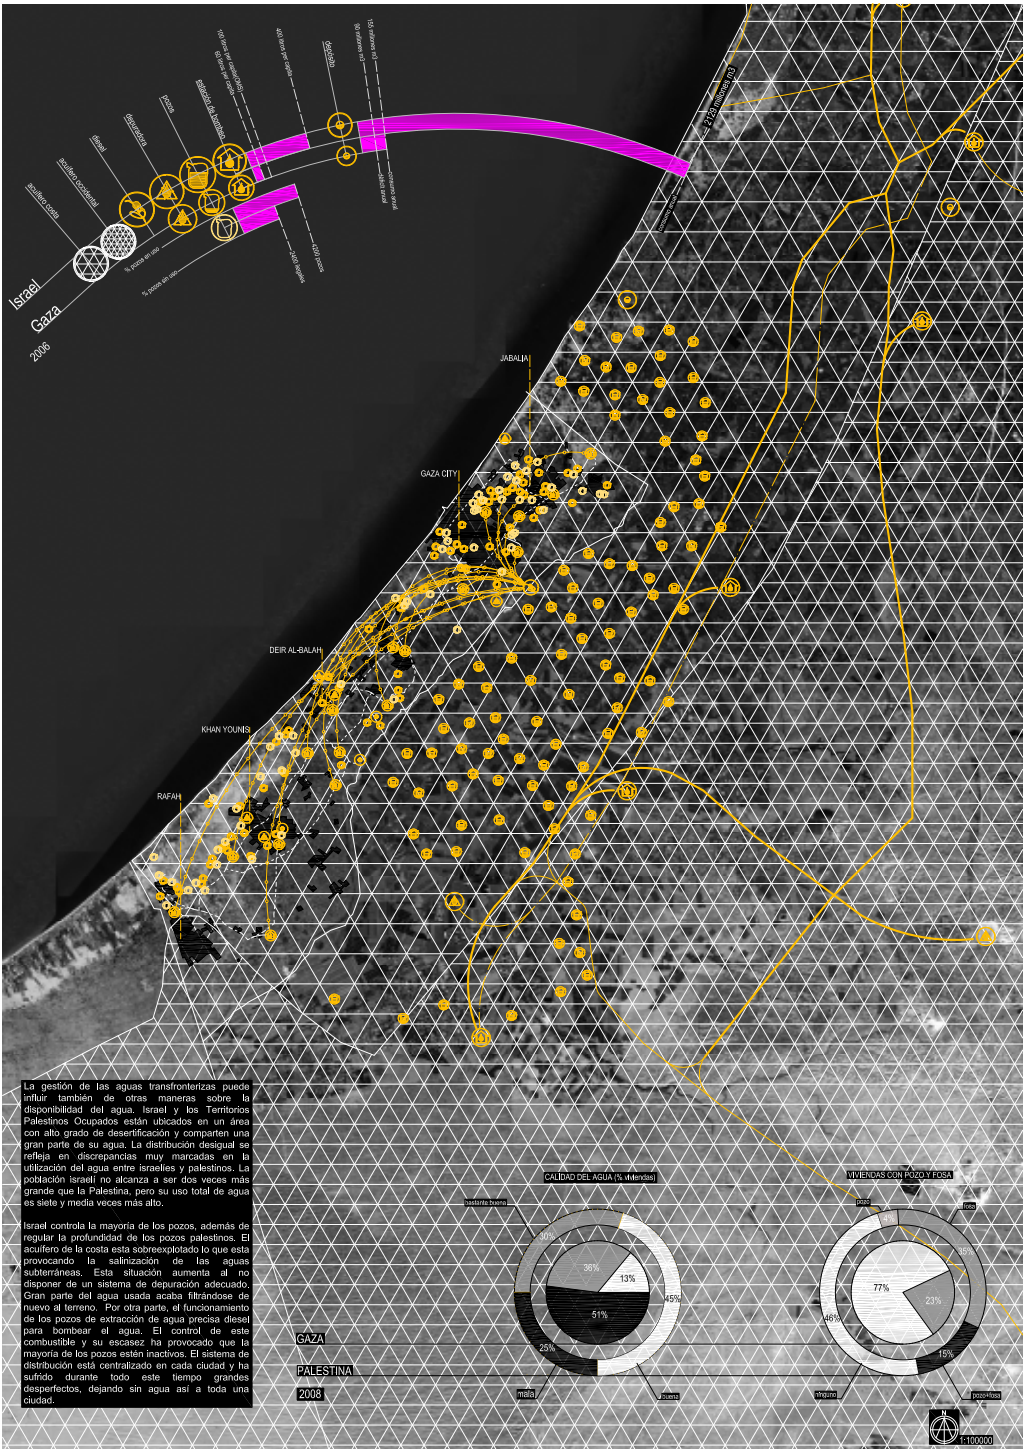 155 millones m3
90 millones m3
400 litros per capita
100 litros per capita(OMS)
60 litros per capita
depósito
estación de bombeo
pozos
depuradora
diesel
acuífero occidental
acuífero costa
2129 millones m3
consumo anual
déficit anual
% pozos en uso
% pozos sin uso
4200 pozos
2400 ilegales
Israel
Gaza
2006
JABALIA
GAZA CITY
DEIR AL-BALAH
KHAN YOUNIS
RAFAH
La gestión de las aguas transfronterizas puede
influir también de otras maneras sobre la
disponibilidad del agua. Israel y los Territorios
Palestinos Ocupados están ubicados en un área
con alto grado de desertificación y comparten una
gran parte de su agua. La distribución desigual se
refleja en discrepancias muy marcadas en la
utilización del agua entre israelíes y palestinos. La
población israelí no alcanza a ser dos veces más
grande que la Palestina, pero su uso total de agua
es siete y media veces más alto.
Israel controla la mayoría de los pozos, además de
regular la profundidad de los pozos palestinos. El
acuífero de la costa esta sobreexplotado lo que esta
provocando la salinización de las aguas
subterráneas. Esta situación aumenta al no
disponer de un sistema de depuración adecuado.
Gran parte del agua usada acaba filtrándose de
nuevo al terreno. Por otra parte, el funcionamiento
de los pozos de extracción de agua precisa diesel
para bombear el agua. El control de este
combustible y su escasez ha provocado que la
mayoría de los pozos estén inactivos. El sistema de
distribución está centralizado en cada ciudad y ha
sufrido durante todo este tiempo grandes
desperfectos, dejando sin agua así a toda una
ciudad.
CALIDAD DEL AGUA (% viviendas)
bastante buena
30%
36%
13%
45%
51%
25%
mala
buena
VIVIENDAS CON POZO Y FOSA
pozo
fosa
4%
35%
77%
23%
46%
15%
ninguno
pozo+fosa
GAZA
PALESTINA
2008
N
1:100000